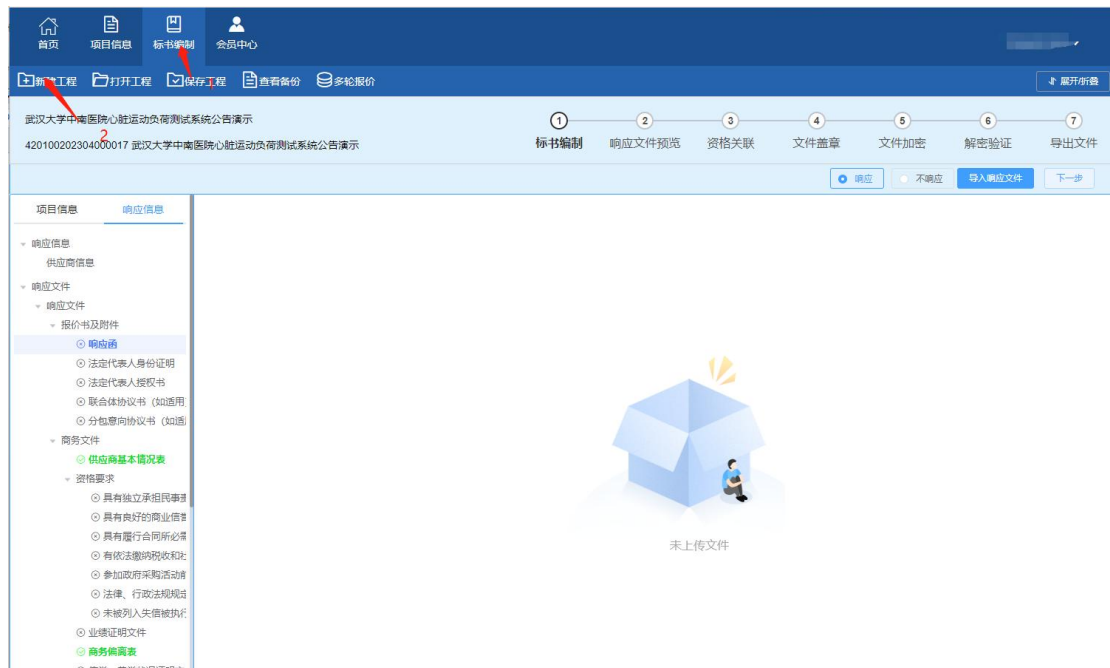 首页 项目信息 标书编制 会员中心
新建工程 打开工程 保存工程 查看备份 多轮报价 展开/折叠
1
2
武汉大学中南医院心脏运动负荷测试系统公告演示
420100202304000017 武汉大学中南医院心脏运动负荷测试系统公告演示
1 2 3 4 5 6 7
标书编制 响应文件预览 资格关联 文件盖章 文件加密 解密验证 导出文件
响应 不响应 导入响应文件 下一步
项目信息 响应信息
响应信息
供应商信息
响应文件
响应文件
报价书及附件
响应函
法定代表人身份证明
法定代表人授权书
联合体协议书（如适用
分包意向协议书（如适
商务文件
供应商基本情况表
资格要求
具有独立承担民事责
具有良好的商业信誉
具有履行合同所必需
有依法缴纳税收和社
参加政府采购活动前
法律、行政法规规定
未被列入失信被执行
业绩证明文件
商务偏离表
未上传文件